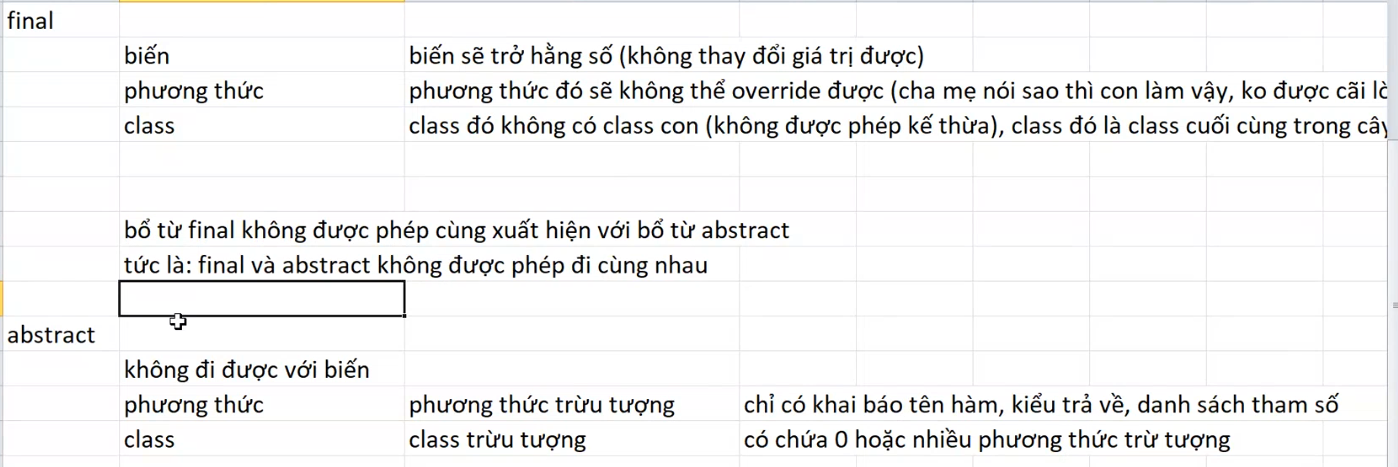 final
biến biến sẽ trở hằng số (không thay đổi giá trị được)
phương thức phương thức đó sẽ không thể override được (cha mẹ nói sao thì con làm vậy, ko được cãi
class class đó không có class con (không được phép kế thừa), class đó là class cuối cùng trong
bổ từ final không được phép cùng xuất hiện với bổ từ abstract
tức là: final và abstract không được phép đi cùng nhau
abstract
không đi được với biến
phương thức phương thức trừu tượng chỉ có khai báo tên hàm, kiểu trả về, danh sách tham số
class class trừu tượng có chứa 0 hoặc nhiều phương thức trừ tượng